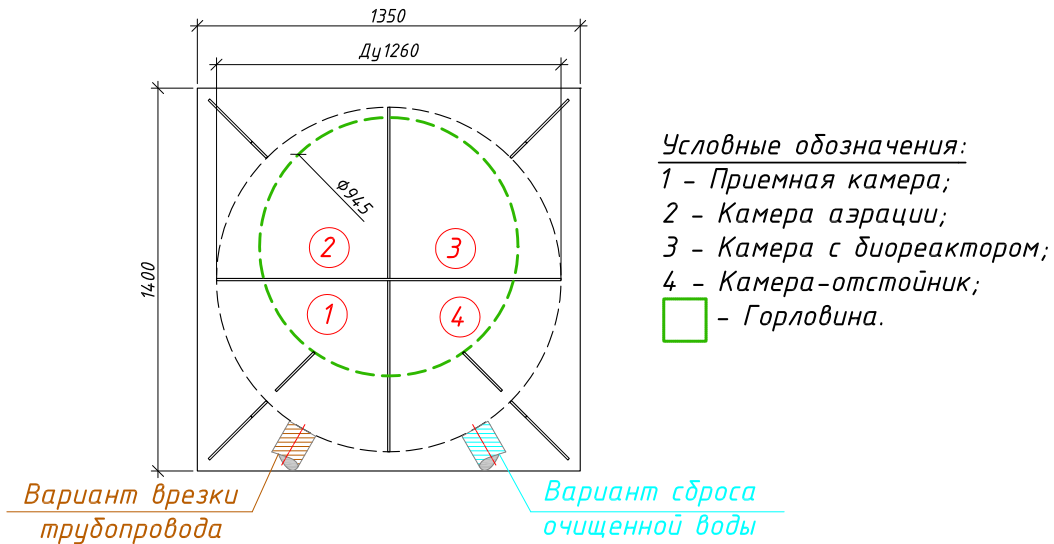 1350
Ду1260
1400
Ø945
2
3
1
4
Условные обозначения:
1 - Приемная камера;
2 - Камера аэрации;
3 - Камера с биореактором;
4 - Камера-отстойник;
- Горловина.
Вариант врезки
трубопровода
Вариант сброса
очищенной воды